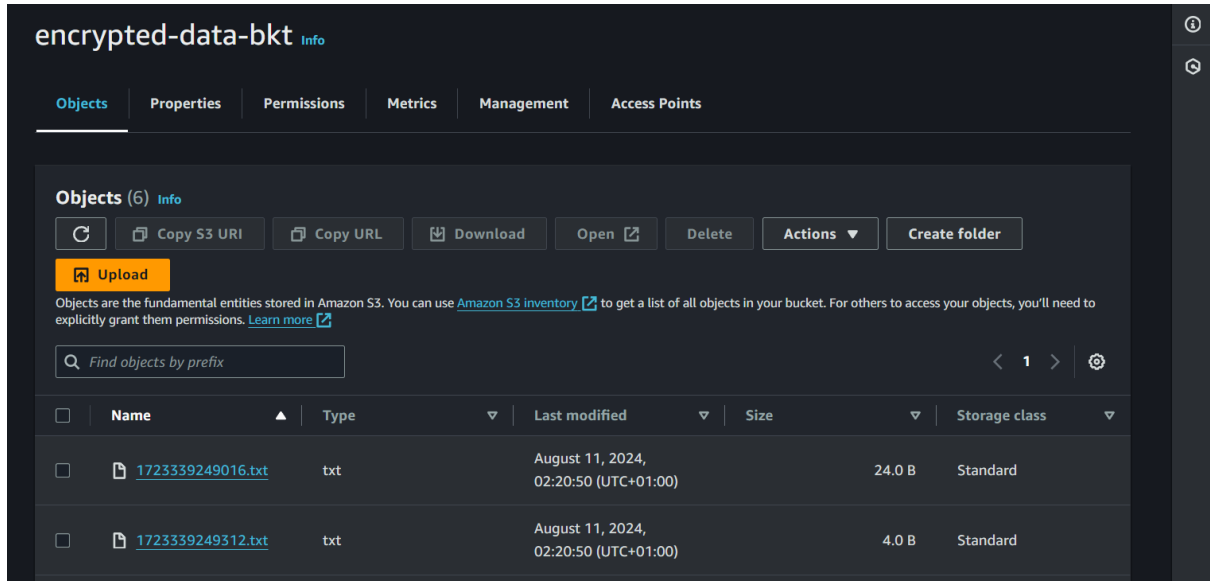 encrypted-data-bkt Info
Objects Properties Permissions Metrics Management Access Points
Objects (6) Info
Copy S3 URI Copy URL Download Open Delete Actions Create folder
Upload
Objects are the fundamental entities stored in Amazon S3. You can use Amazon S3 inventory to get a list of all objects in your bucket. For others to access your objects, you'll need to
explicitly grant them permissions. Learn more
Find objects by prefix 1
Name Type Last modified Size Storage class
August 11, 2024,
1723339249016.txt txt 24.0 B Standard
02:20:50 (UTC+01:00)
August 11, 2024,
1723339249312.txt txt 4.0 B Standard
02:20:50 (UTC+01:00)